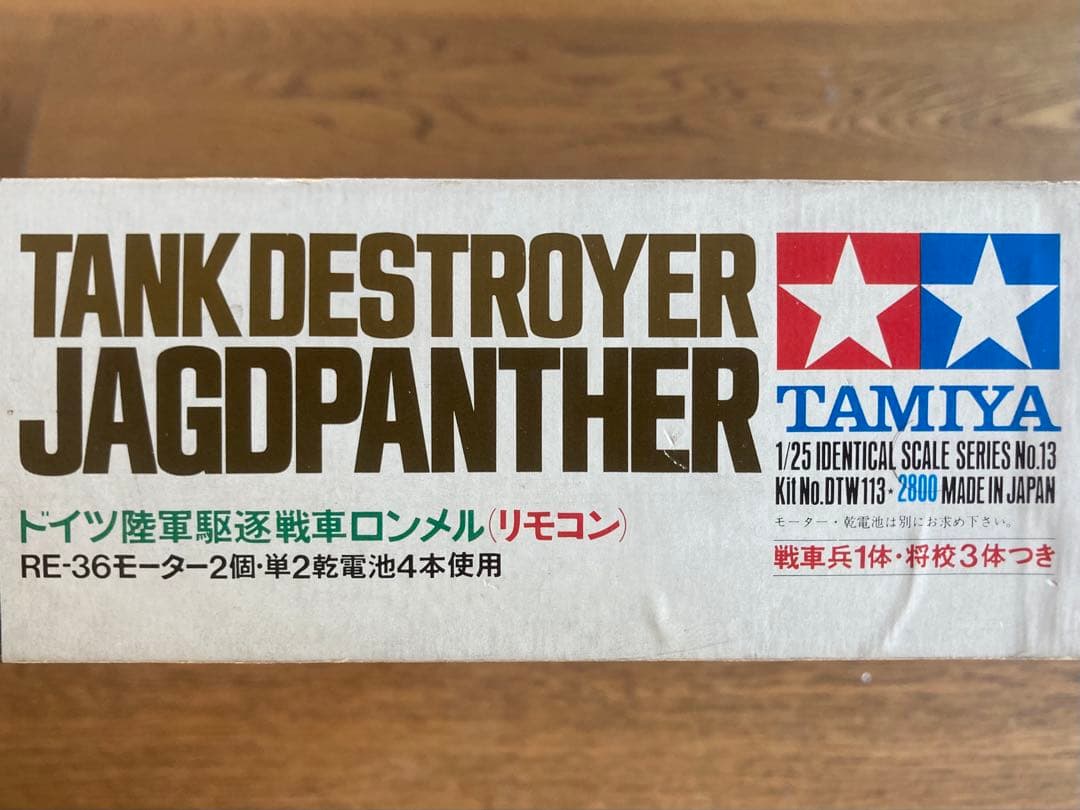 TANK DESTROYER
JAGDPANTHER
ドイツ陸軍駆逐戦車ロンメル(リモコン)
RE-36モーター2個・単2乾電池4本使用
TAMIYA
1/25 IDENTICAL SCALE SERIES No.13
Kit No.DTW113★2800 MADE IN JAPAN
モーター・乾電池は別にお求め下さい。
戦車兵1体・将校3体つき